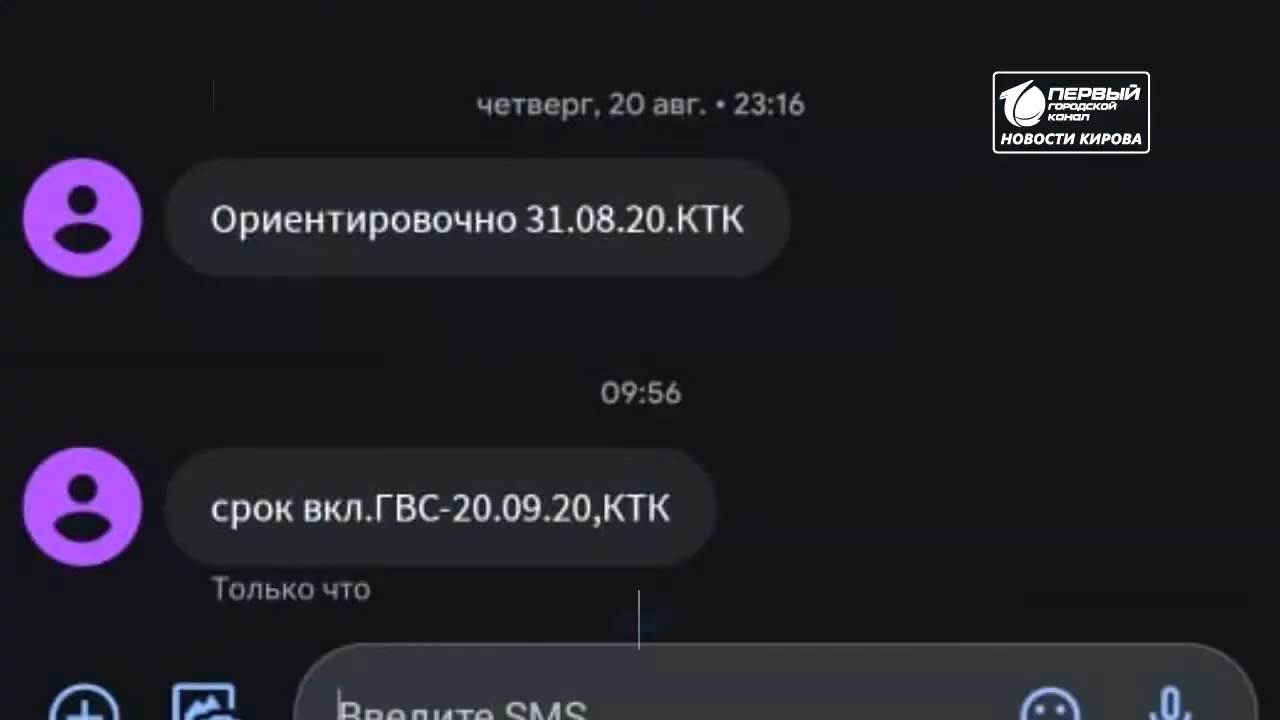 четверг, 20 авг. • 23:16
ПЕРВЫЙ
ГОРОДСКОЙ
КАНАЛ
НОВОСТИ КИРОВА
Ориентировочно 31.08.20.КТК
09:56
срок вкл.ГВС-20.09.20,КТК
Только что
Введите SMS